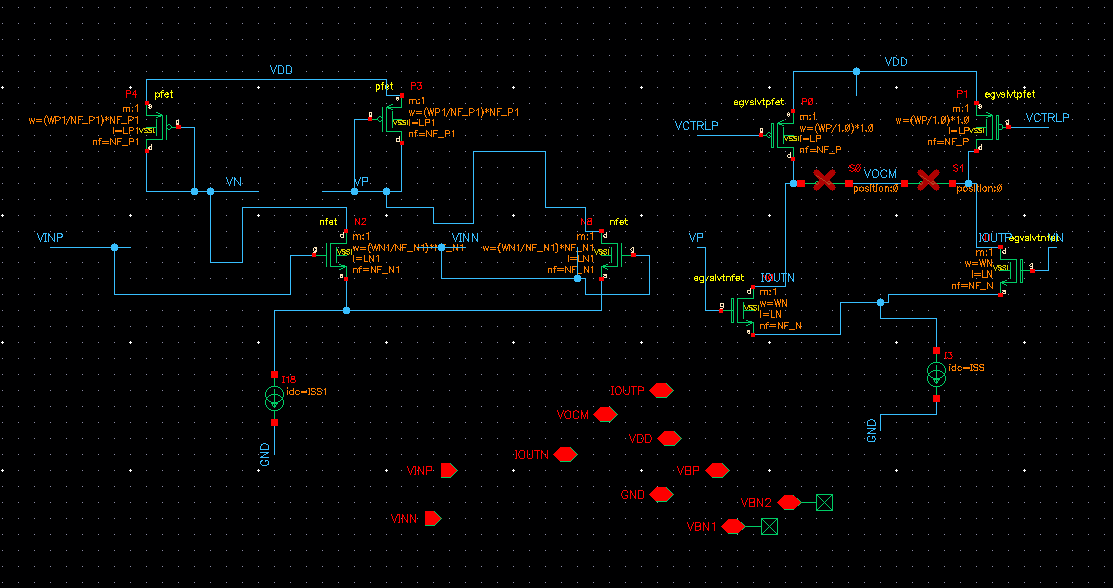 VDD
P4
pfet
m:1
w=(WP1/NF_P1)*NF_P1
l=LP1
nf=NF_P1
s
g
d
pfet
P3
m:1
w=(WP1/NF_P1)*NF_P1
l=LP1
nf=NF_P1
s
g
d
VDD
egvslvtpfet
P0
m:1
w=(WP/1.0)*1.0
l=LP
nf=NF_P
s
g
d
VCTRLP
P1
egvslvtpfet
m:1
w=(WP/1.0)*1.0
l=LP
nf=NF_P
s
g
d
VCTRLP
VN
VP
S0
VOCM
S1
position:0
position:0
VINP
nfet
N2
m:1
w=(WN1/NF_N1)*NF_N1
l=LN1
nf=NF_N1
d
g
s
VINN
N8
nfet
m:1
w=(WN1/NF_N1)*NF_N1
l=LN1
nf=NF_N1
d
g
s
VP
egvslvtnfet
IOUTN
m:1
w=WN
l=LN
nf=NF_N
d
g
s
IOUTP
egvslvtnfet
m:1
w=WN
l=LN
nf=NF_N
d
g
s
I18
idc=ISS1
GND
I3
idc=ISS
GND
IOUTP
VOCM
VDD
IOUTN
VINP
VBP
GND
VBN2
VINN
VBN1